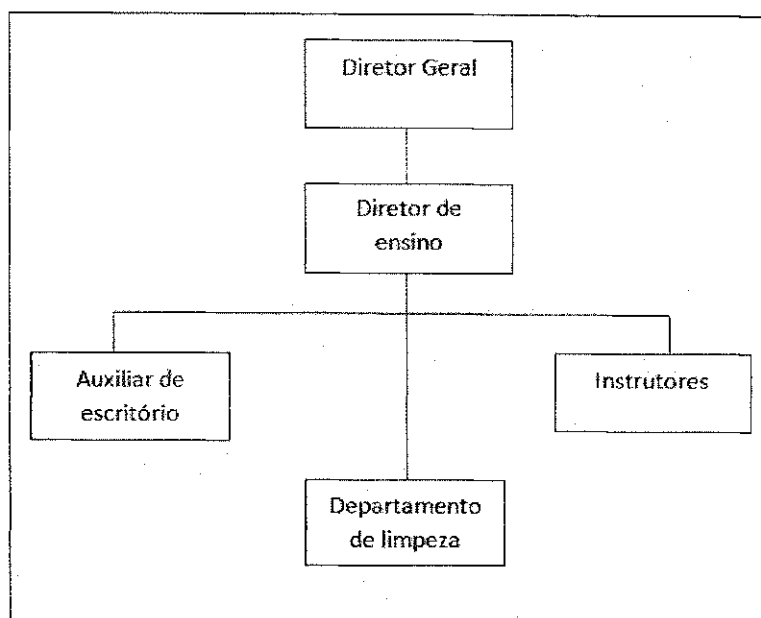 Diretor Geral
Diretor de
ensino
Auxiliar de
escritório
Instrutores
Departamento
de limpeza